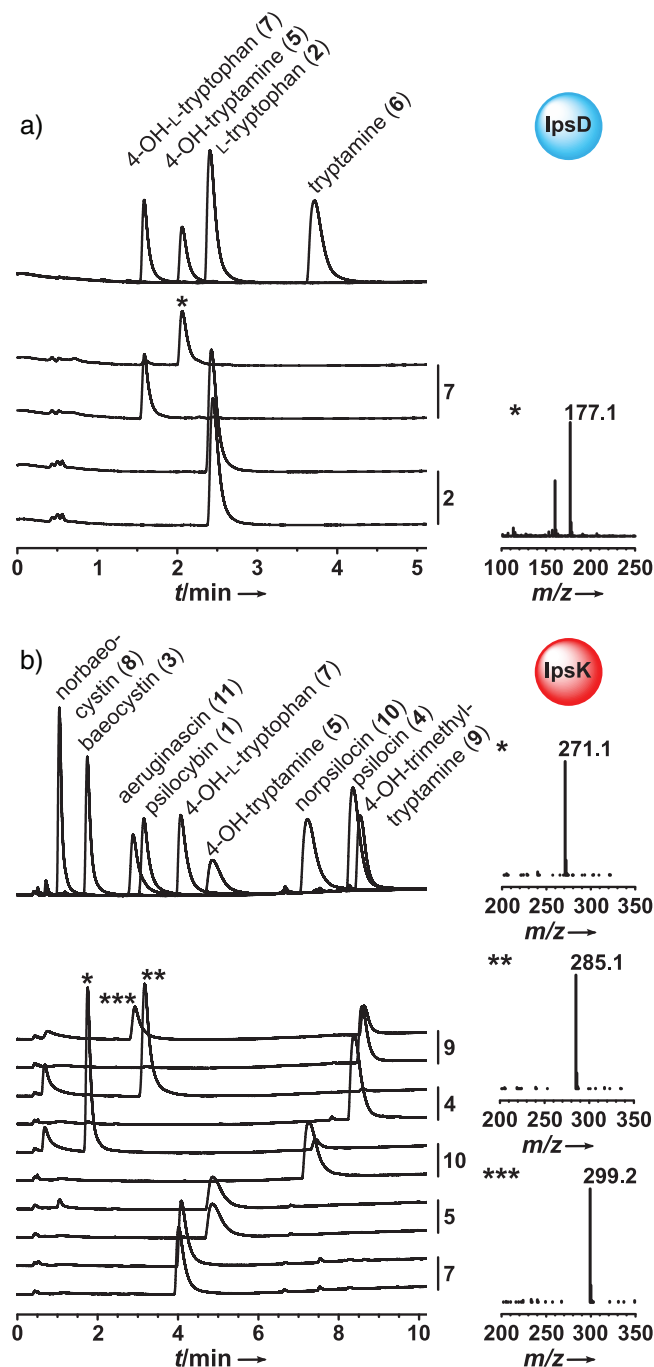 a)
4-OH-L-tryptophan (7)
4-OH-tryptamine (5)
L-tryptophan (2)
tryptamine (6)
IpsD
*
7
2
0 1 2 3 4 5
t/min →
*
177.1
100 150 200 250
m/z →
b)
norbaeo-
cystin (8)
baeocystin (3)
aeruginascin (11)
psilocybin (1)
4-OH-L-tryptophan (7)
4-OH-tryptamine (5)
norpsilocin (10)
psilocin (4)
4-OH-trimethyl-
tryptamine (9)
IpsK
*
271.1
200 250 300 350
m/z →
*
**
***
9
4
10
5
7
0 2 4 6 8 10
t/min →
**
285.1
200 250 300 350
m/z →
***
299.2
200 250 300 350
m/z →